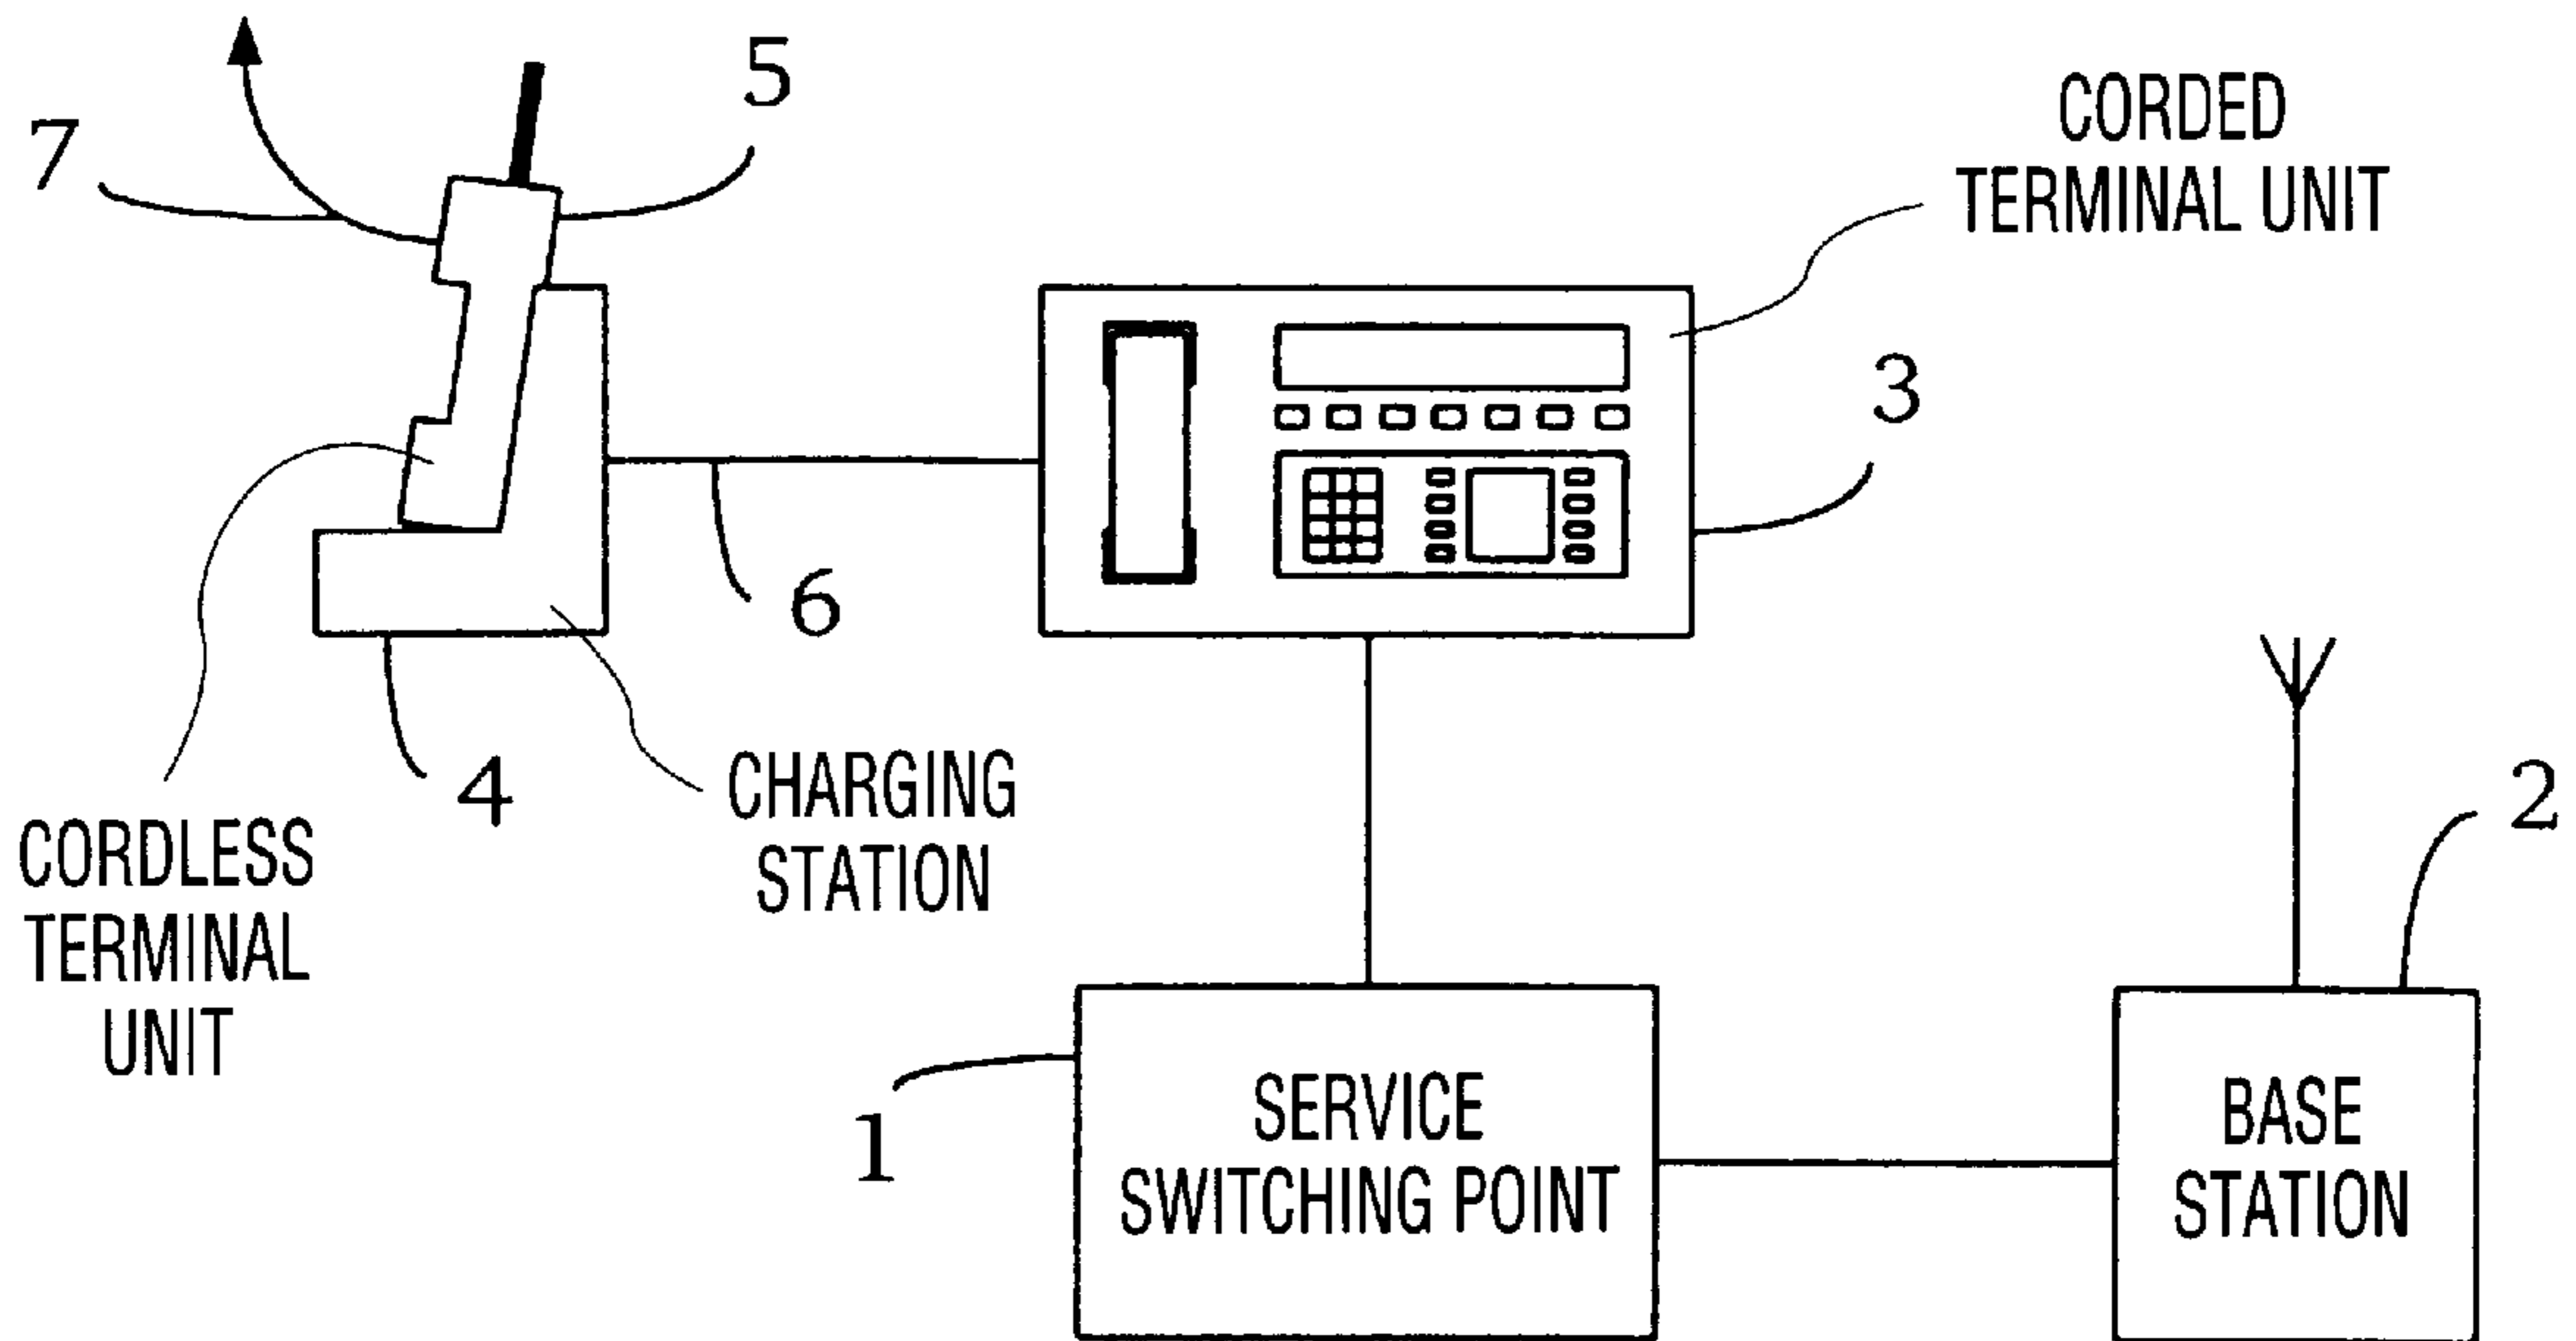 5
7
CORDED
TERMINAL UNIT
3
6
4
CHARGING
STATION
2
CORDLESS
TERMINAL
UNIT
1
SERVICE
SWITCHING POINT
BASE
STATION